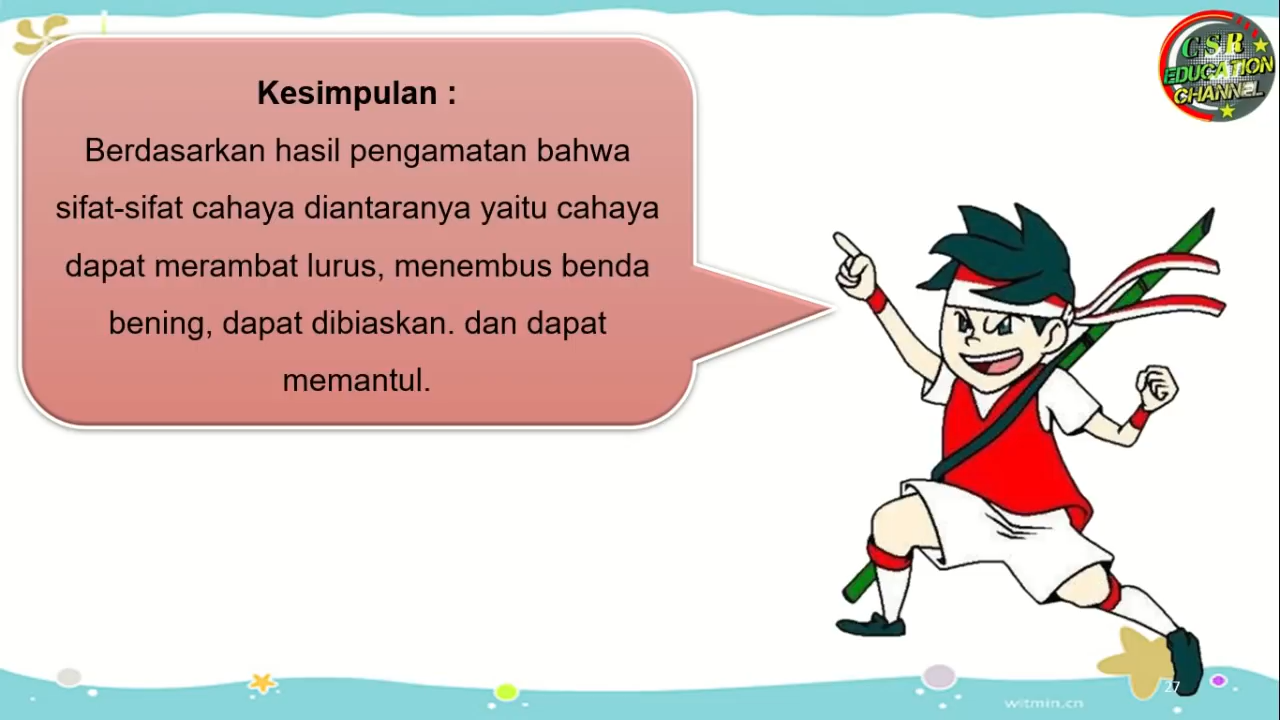 Kesimpulan :
Berdasarkan hasil pengamatan bahwa
sifat-sifat cahaya diantaranya yaitu cahaya
dapat merambat lurus, menembus benda
bening, dapat dibiaskan. dan dapat
memantul.
CSR
EDUCATION
CHANNEL
27
witmin.cn